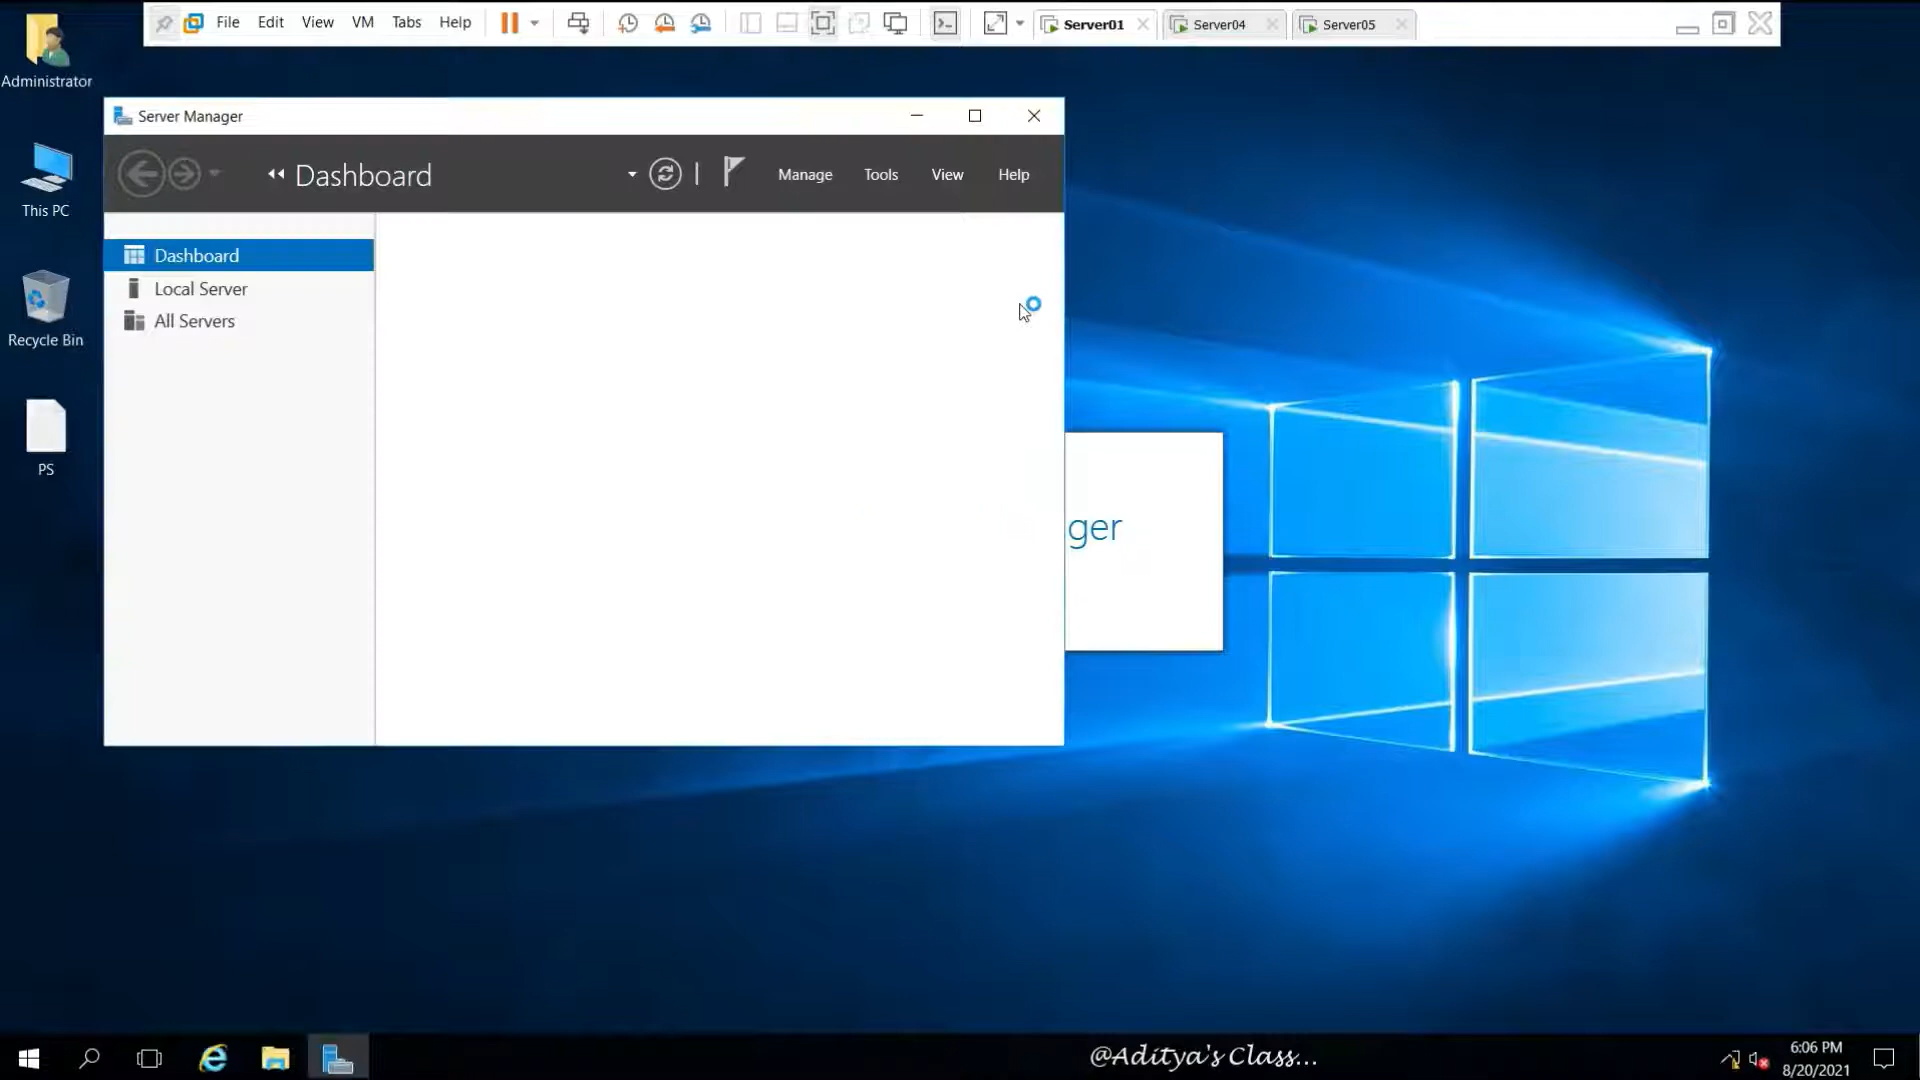 File Edit View VM Tabs Help
Server01
Server04
Server05
Administrator
This PC
Recycle Bin
PS
Server Manager
Dashboard
Manage Tools View Help
Dashboard
Local Server
All Servers
ger
@Aditya's Class...
6:06 PM
8/20/2021